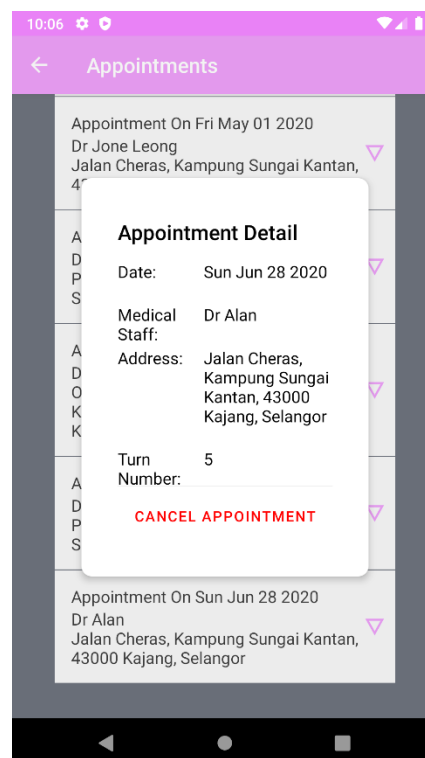 10:06
Appointments
Appointment On Fri May 01 2020
Dr Jone Leong
Jalan Cheras, Kampung Sungai Kantan,
Appointment Detail
Date: Sun Jun 28 2020
Medical Staff: Dr Alan
Address: Jalan Cheras,
Kampung Sungai
Kantan, 43000
Kajang, Selangor
Turn Number: 5
CANCEL APPOINTMENT
Appointment On Sun Jun 28 2020
Dr Alan
Jalan Cheras, Kampung Sungai Kantan,
43000 Kajang, Selangor